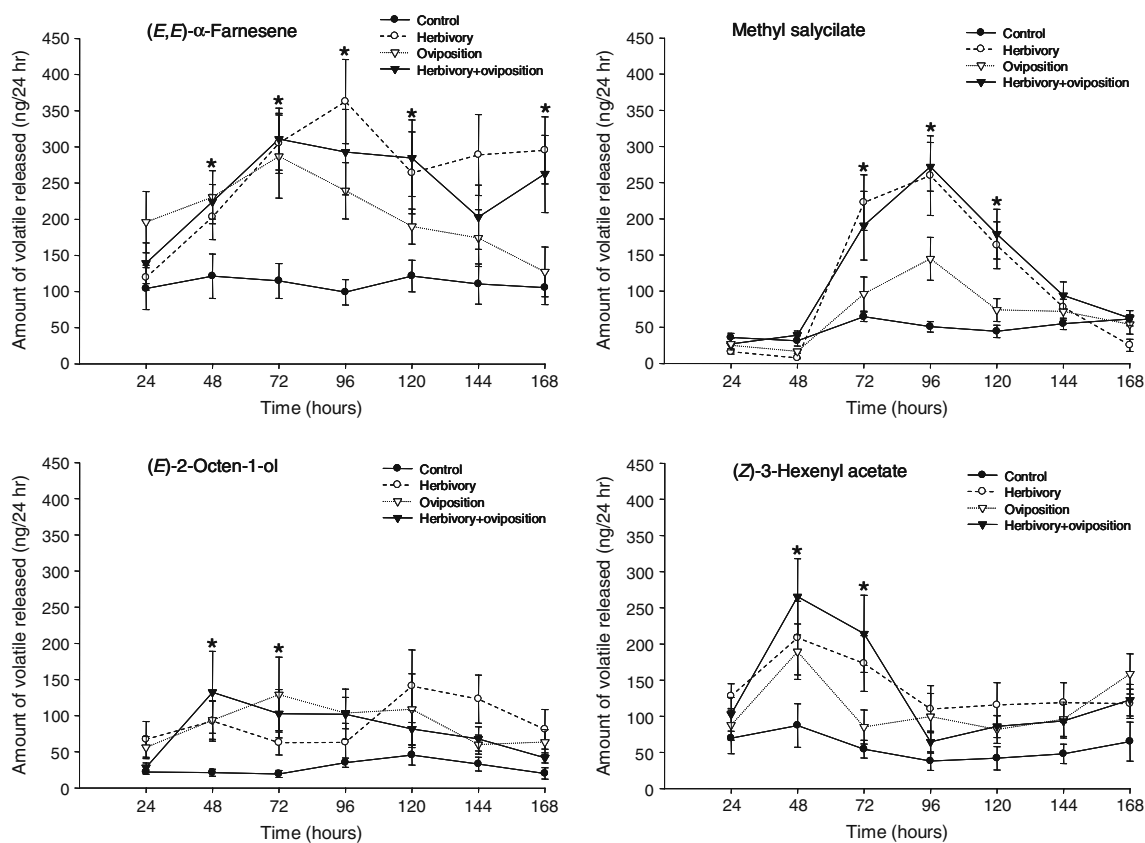 (E,E)-α-Farnesene
Control
Herbivory
Oviposition
Herbivory+oviposition
Amount of volatile released (ng/24 hr)
450
400
350
300
250
200
150
100
50
0
* * * * *
24 48 72 96 120 144 168
Time (hours)
Methyl salycilate
Control
Herbivory
Oviposition
Herbivory+oviposition
Amount of volatile released (ng/24 hr)
450
400
350
300
250
200
150
100
50
0
* * *
24 48 72 96 120 144 168
Time (hours)
(E)-2-Octen-1-ol
Control
Herbivory
Oviposition
Herbivory+oviposition
Amount of volatile released (ng/24 hr)
450
400
350
300
250
200
150
100
50
0
* *
24 48 72 96 120 144 168
Time (hours)
(Z)-3-Hexenyl acetate
Control
Herbivory
Oviposition
Herbivory+oviposition
Amount of volatile released (ng/24 hr)
450
400
350
300
250
200
150
100
50
0
* *
24 48 72 96 120 144 168
Time (hours)